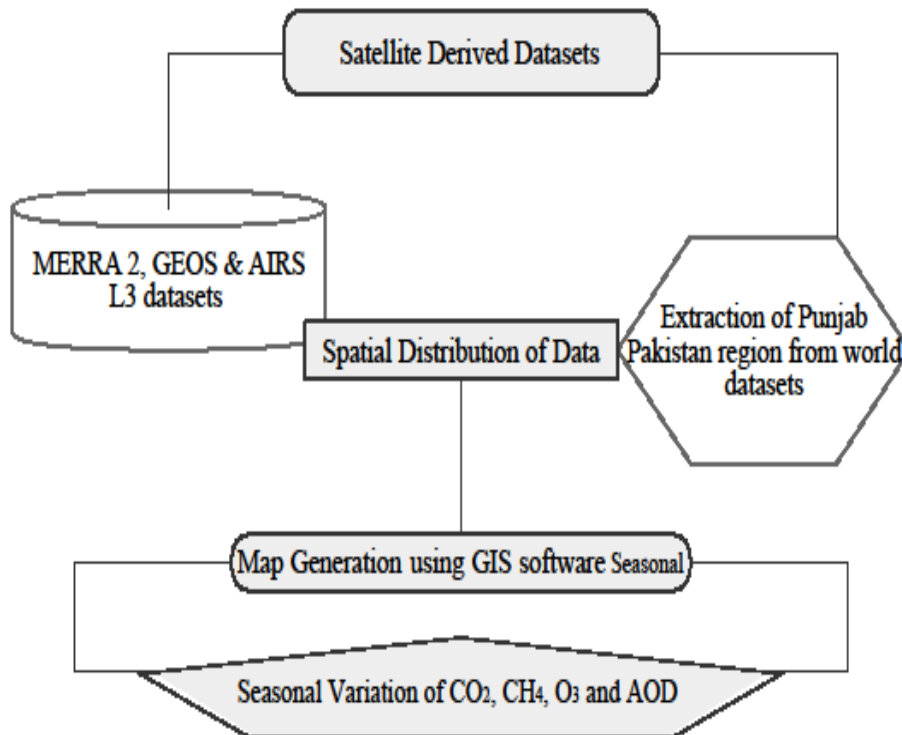 Satellite Derived Datasets
MERRA 2, GEOS & AIRS
L3 datasets
Spatial Distribution of Data
Extraction of Punjab
Pakistan region from world
datasets
Map Generation using GIS software Seasonal
Seasonal Variation of CO₂, CH₄, O₃ and AOD